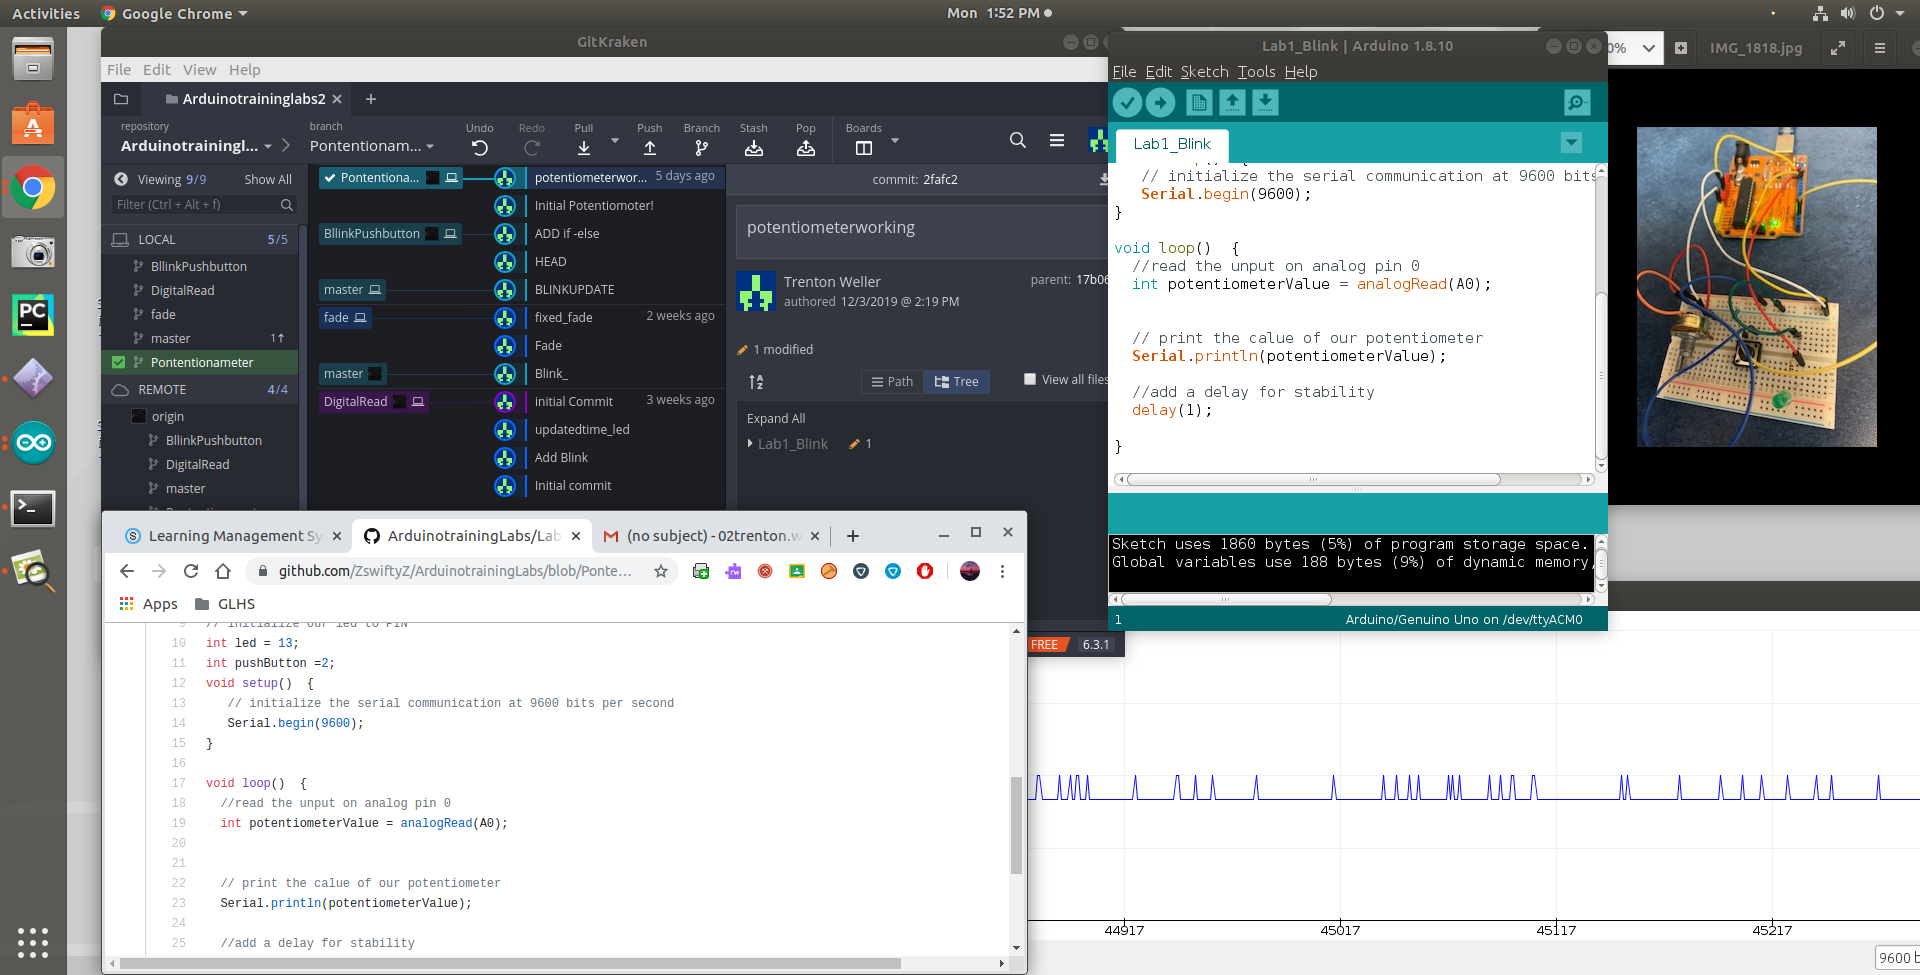 Activities
Google Chrome
Mon 1:52 PM
GitKraken
File Edit View Help
Arduinotraininglabs2
repository
Arduinotrainingl...
branch
Pontentionam...
Undo
Redo
Pull
Push
Branch
Stash
Pop
Boards
Viewing 9/9
Show All
Filter (Ctrl + Alt + f)
LOCAL 5/5
BllinkPushbutton
DigitalRead
fade
master 1
Pontentionameter
REMOTE 4/4
origin
BllinkPushbutton
DigitalRead
master
Pontentiona...
potentiometerwor... 5 days ago
Initial Potentiomoter!
BllinkPushbutton
ADD if -else
HEAD
master
BLINKUPDATE
fade
fixed_fade 2 weeks ago
Fade
master
Blink_
DigitalRead
initial Commit 3 weeks ago
updatedtime_led
Add Blink
Initial commit
commit: 2fafc2
potentiometerworking
Trenton Weller
authored 12/3/2019 @ 2:19 PM
parent: 17b06
1 modified
Path
Tree
View all files
Expand All
Lab1_Blink 1
FREE 6.3.1
Lab1_Blink | Arduino 1.8.10
File Edit Sketch Tools Help
Lab1_Blink
// initialize the serial communication at 9600 bits
Serial.begin(9600);
}
void loop() {
//read the unput on analog pin 0
int potentiometerValue = analogRead(A0);
// print the calue of our potentiometer
Serial.println(potentiometerValue);
//add a delay for stability
delay(1);
}
Sketch uses 1860 bytes (5%) of program storage space.
Global variables use 188 bytes (9%) of dynamic memory,
1
Arduino/Genuino Uno on /dev/ttyACM0
0%
IMG_1818.jpg
PC
Learning Management Sy
ArduinotrainingLabs/Lab
(no subject) - 02trenton.w
github.com/ZswiftyZ/ArduinotrainingLabs/blob/Ponte...
Apps
GLHS
9 // initialize our led to PIN
10 int led = 13;
11 int pushButton =2;
12 void setup() {
13 // initialize the serial communication at 9600 bits per second
14 Serial.begin(9600);
15 }
16
17 void loop() {
18 //read the unput on analog pin 0
19 int potentiometerValue = analogRead(A0);
20
21
22 // print the calue of our potentiometer
23 Serial.println(potentiometerValue);
24
25 //add a delay for stability
44917
45017
45117
45217
9600 b